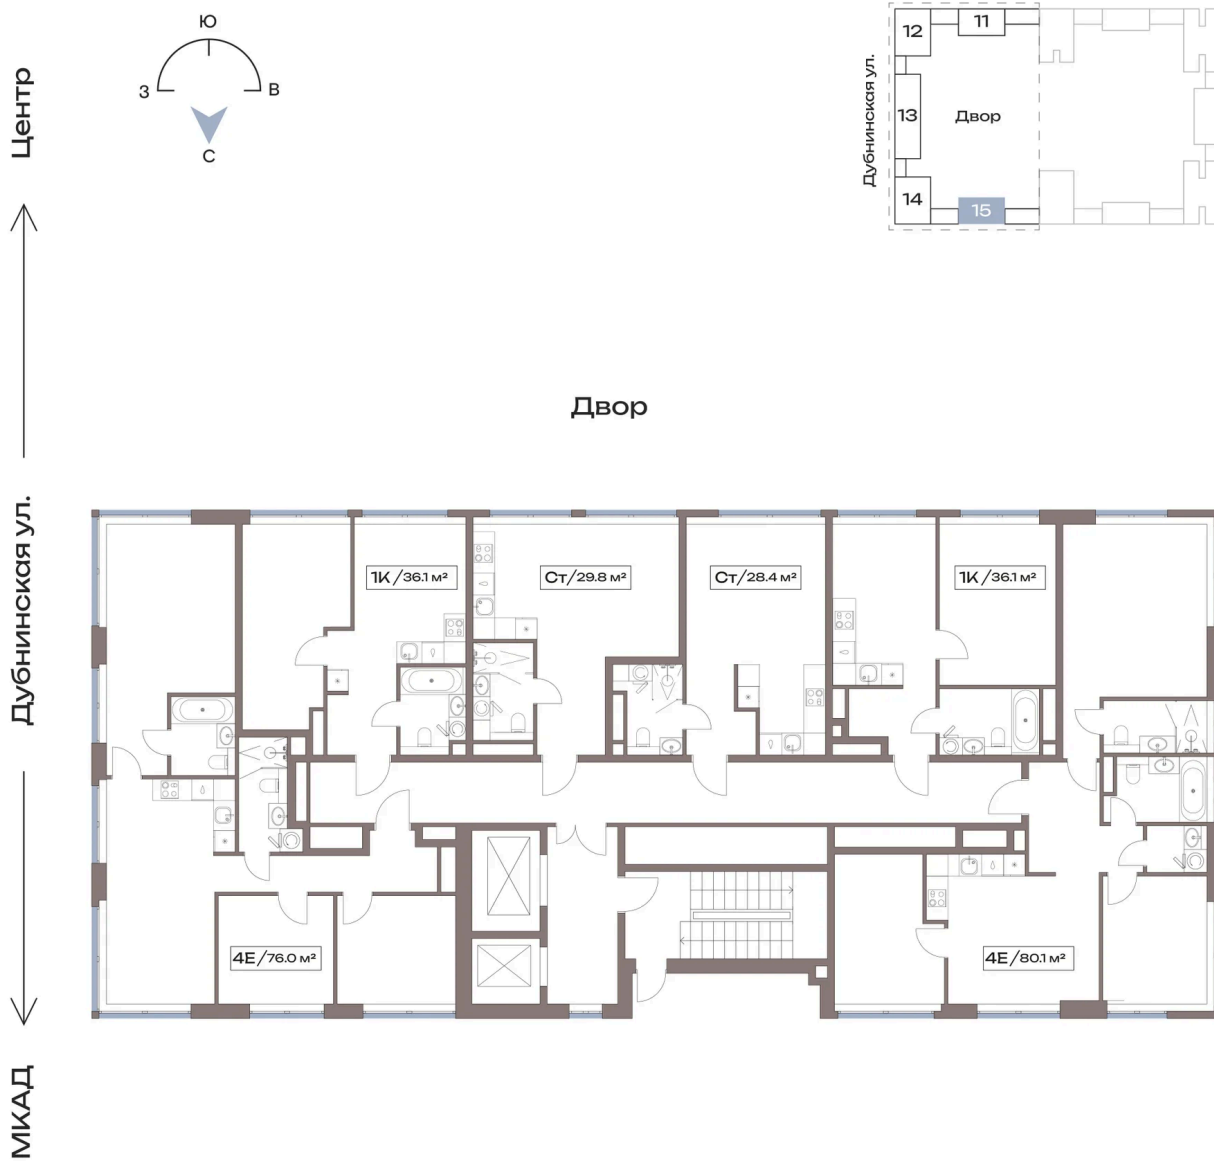 Ю
З
В
С
12
11
13
Двор
14
15
Дубнинская ул.
Центр
Двор
Дубнинская ул.
МКАД
1К / 36.1 м²
Ст / 29.8 м²
Ст / 28.4 м²
1К / 36.1 м²
4Е / 76.0 м²
4Е / 80.1 м²